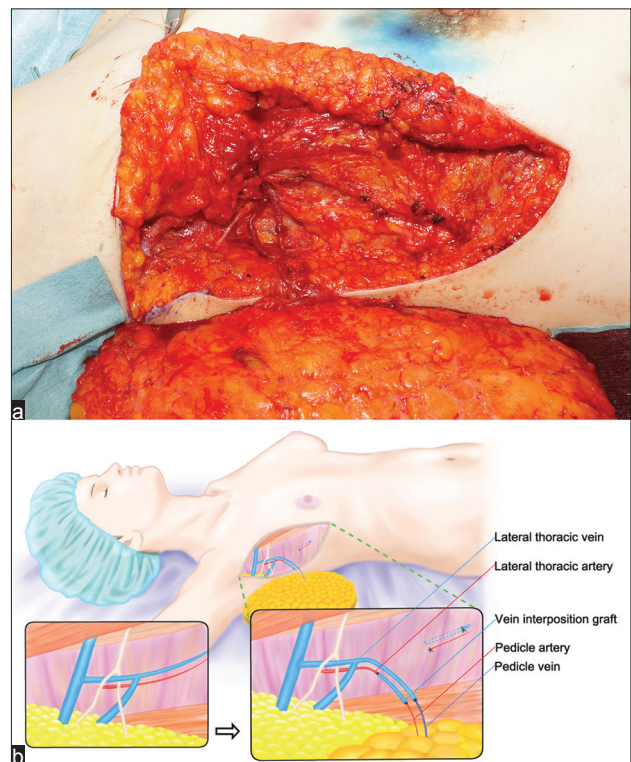 a
Lateral thoracic vein
Lateral thoracic artery
Vein interposition graft
Pedicle artery
Pedicle vein
b